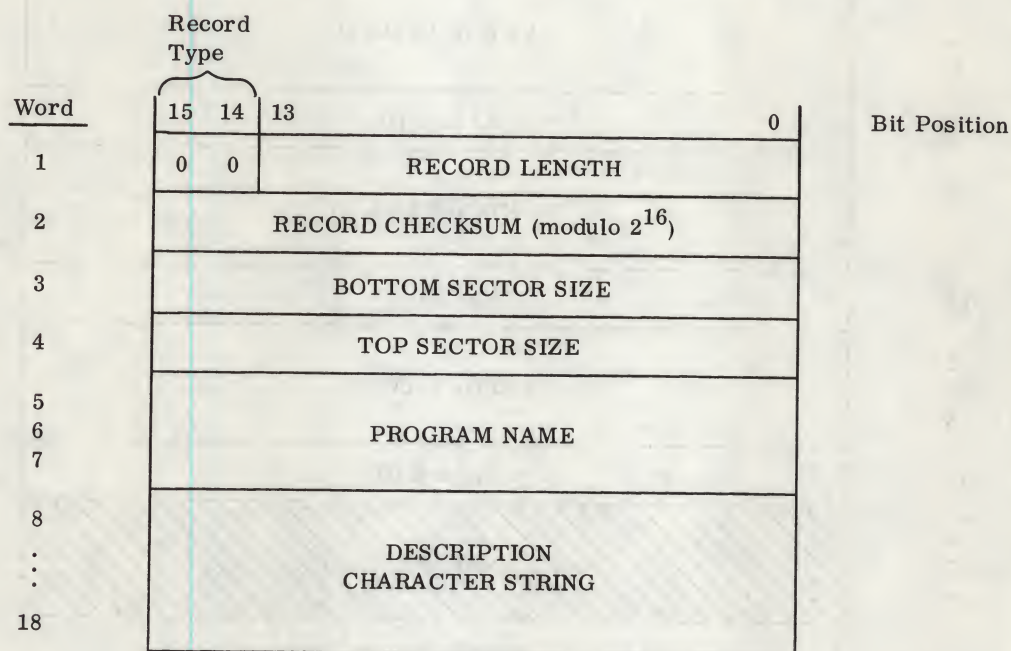 Record
Type
Word 15 14 13 0 Bit Position
1 0 0 RECORD LENGTH
2 RECORD CHECKSUM (modulo 2^16)
3 BOTTOM SECTOR SIZE
4 TOP SECTOR SIZE
5
6 PROGRAM NAME
7
8
. DESCRIPTION
. CHARACTER STRING
.
18